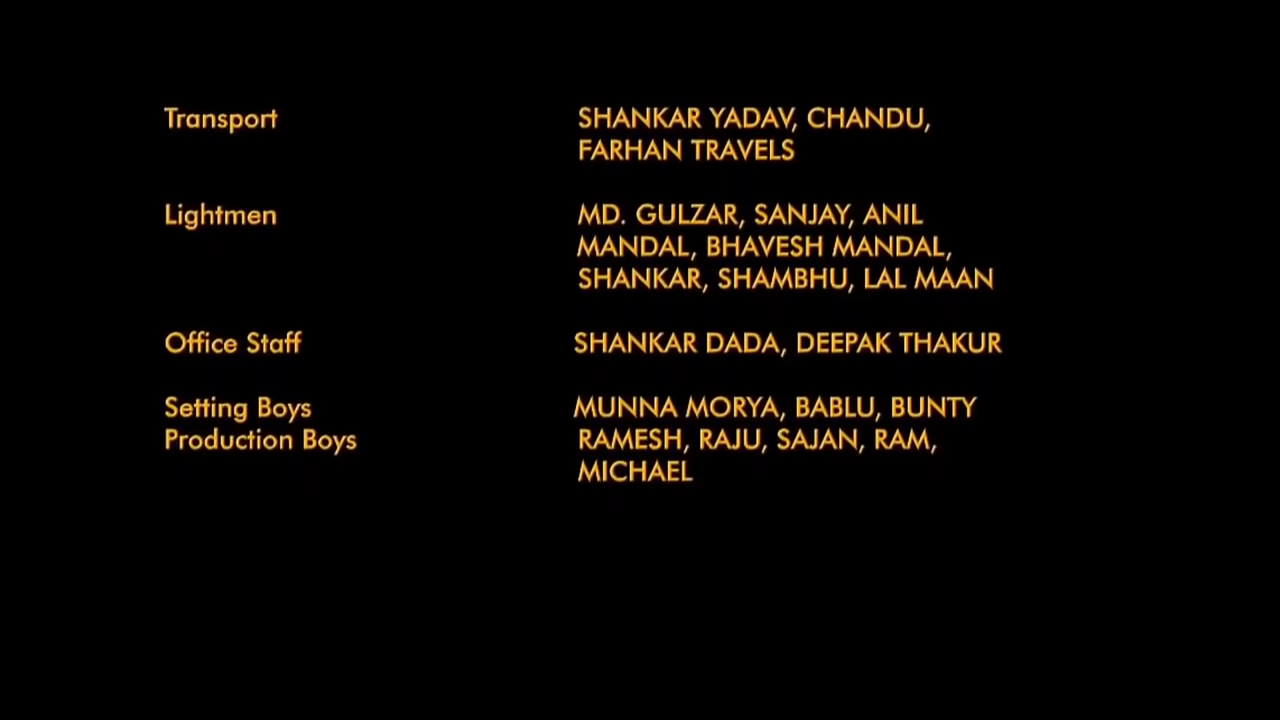 Transport SHANKAR YADAV, CHANDU,
FARHAN TRAVELS
Lightmen MD. GULZAR, SANJAY, ANIL
MANDAL, BHAVESH MANDAL,
SHANKAR, SHAMBHU, LAL MAAN
Office Staff SHANKAR DADA, DEEPAK THAKUR
Setting Boys MUNNA MORYA, BABLU, BUNTY
Production Boys RAMESH, RAJU, SAJAN, RAM,
MICHAEL